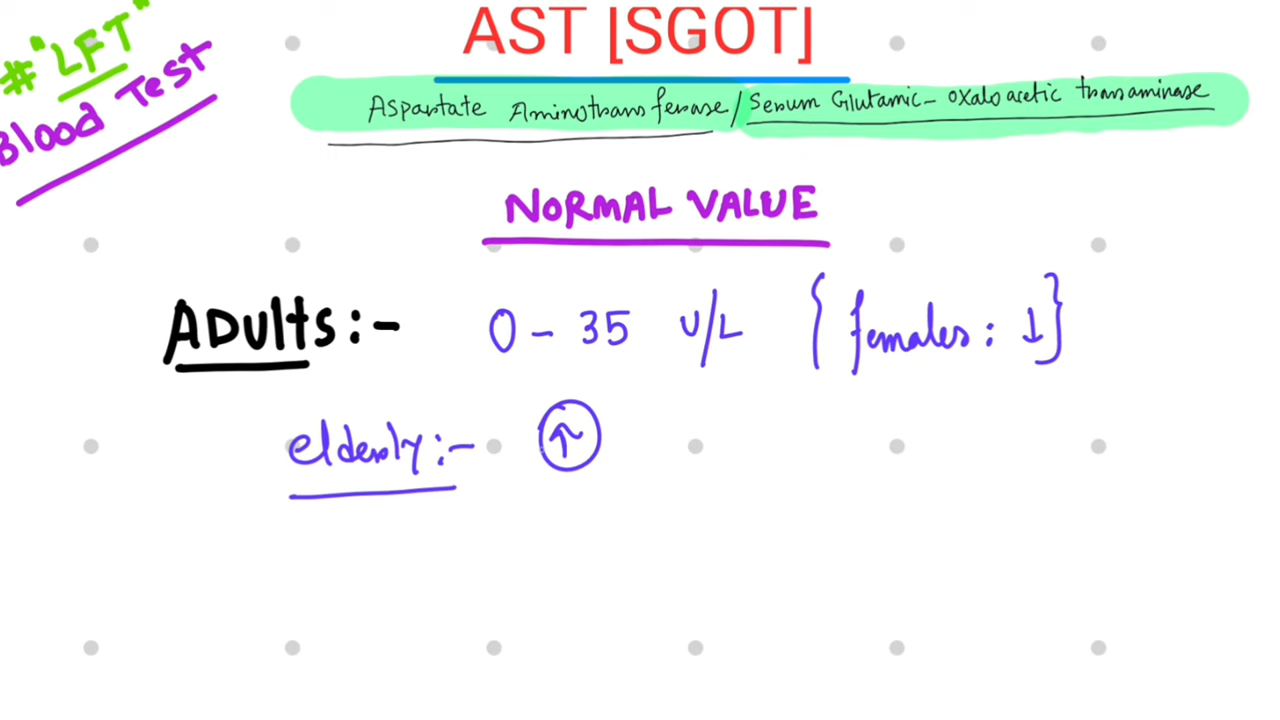 AST [SGOT]
# "LFT"
Blood Test
Aspartate Aminotransferase / Serum Glutamic - oxaloacetic transaminase
NORMAL VALUE
ADults :- 0 - 35 U/L { females : ↓ }
elderly :- ↑